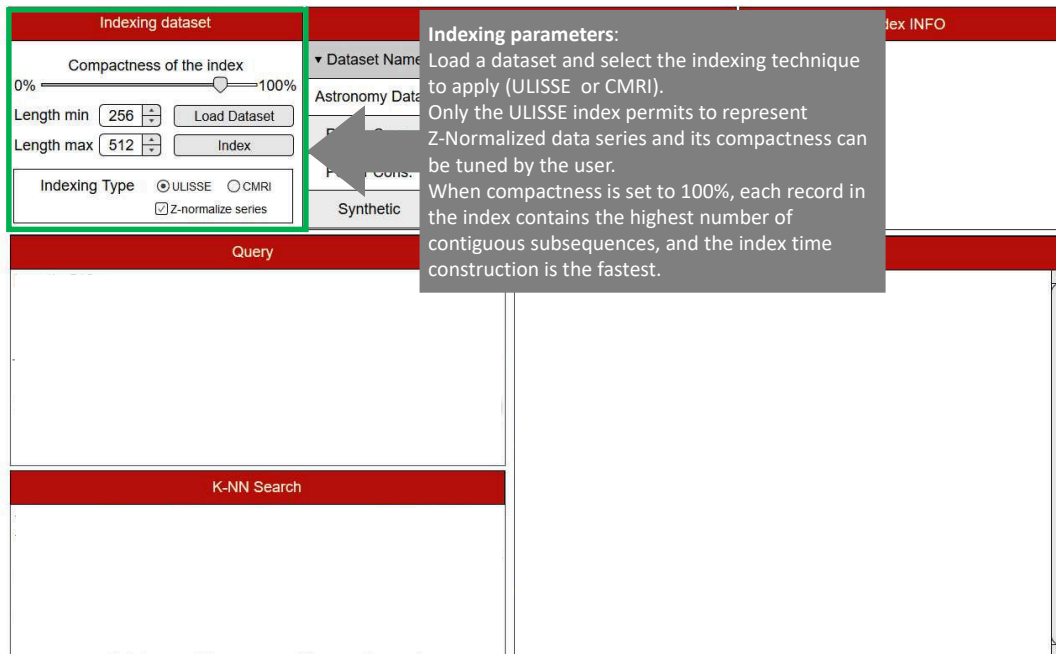 Indexing dataset
Compactness of the index
0%
100%
Length min 256 Load Dataset
Length max 512 Index
Indexing Type ULISSE CMRI
Z-normalize series
▾ Dataset Name
Astronomy
Cons.
Synthetic
INFO
Indexing parameters:
Load a dataset and select the indexing technique
to apply (ULISSE or CMRI).
Only the ULISSE index permits to represent
Z-Normalized data series and its compactness can
be tuned by the user.
When compactness is set to 100%, each record in
the index contains the highest number of
contiguous subsequences, and the index time
construction is the fastest.
Query
K-NN Search